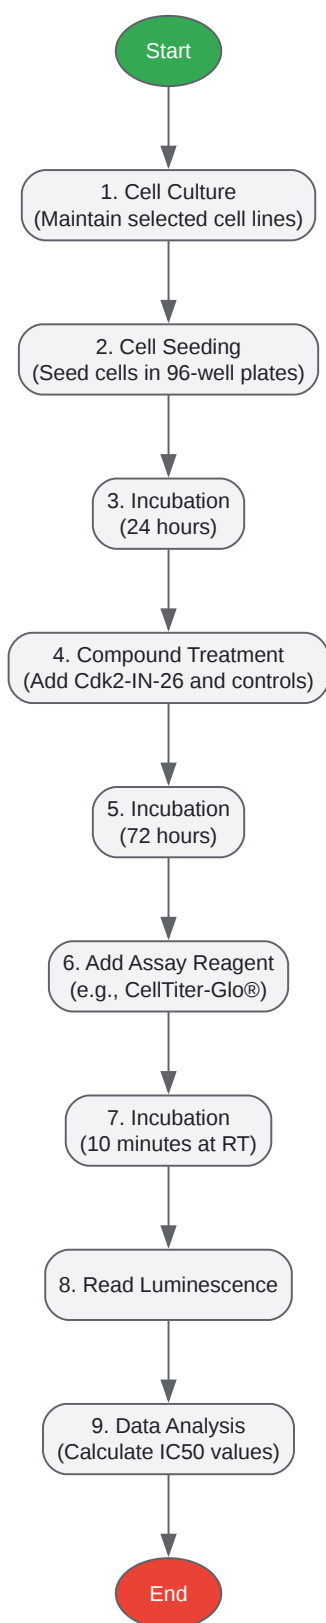 Start
1. Cell Culture
(Maintain selected cell lines)
2. Cell Seeding
(Seed cells in 96-well plates)
3. Incubation
(24 hours)
4. Compound Treatment
(Add Cdk2-IN-26 and controls)
5. Incubation
(72 hours)
6. Add Assay Reagent
(e.g., CellTiter-Glo®)
7. Incubation
(10 minutes at RT)
8. Read Luminescence
9. Data Analysis
(Calculate IC50 values)
End